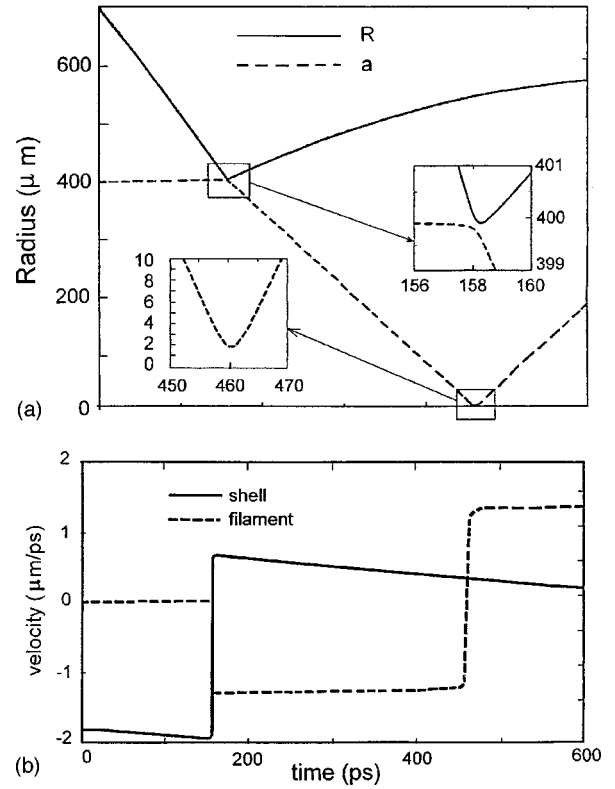 600
400
200
0
Radius (μ m)
R
a
401
400
399
156 158 160
10
8
6
4
2
0
450 460 470
(a)
2
1
0
-1
-2
velocity (μm/ps)
shell
filament
0 200 400 600
time (ps)
(b)